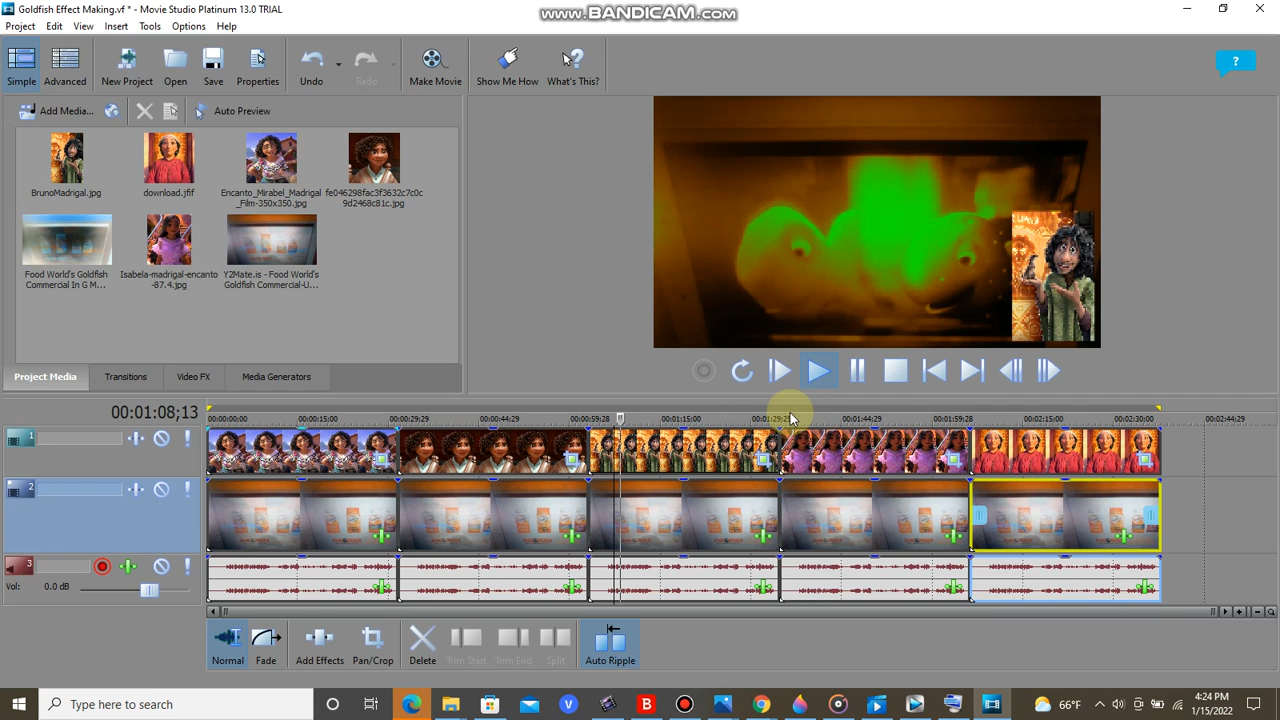 Goldfish Effect Making.vf * - Movie Studio Platinum 13.0 TRIAL
www.BANDICAM.com
Project Edit View Insert Tools Options Help
Simple Advanced New Project Open Save Properties Undo Redo Make Movie Show Me How What's This?
?
Add Media... Auto Preview
BrunoMadrigal.jpg download.jfif Encanto_Mirabel_Madrigal_Film-350x350.jpg fe046298fac3f3632c7c0c9d2468c81c.jpg
Food World's Goldfish Commercial In G M... Isabela-madrigal-encanto-87.4.jpg Y2Mate.is - Food World's Goldfish Commercial-U...
Project Media Transitions Video FX Media Generators
00:01:08;13
00:00:00:00 00:00:15:00 00:00:29:29 00:00:44:29 00:00:59:28 00:01:15:00 00:01:29:29 00:01:44:29 00:01:59:28 00:02:15:00 00:02:30:00 00:02:44:29
1
2
3
Vol: 0.0 dB
Normal Fade Add Effects Pan/Crop Delete Trim Start Trim End Split Auto Ripple
Type here to search
66°F
4:24 PM
1/15/2022